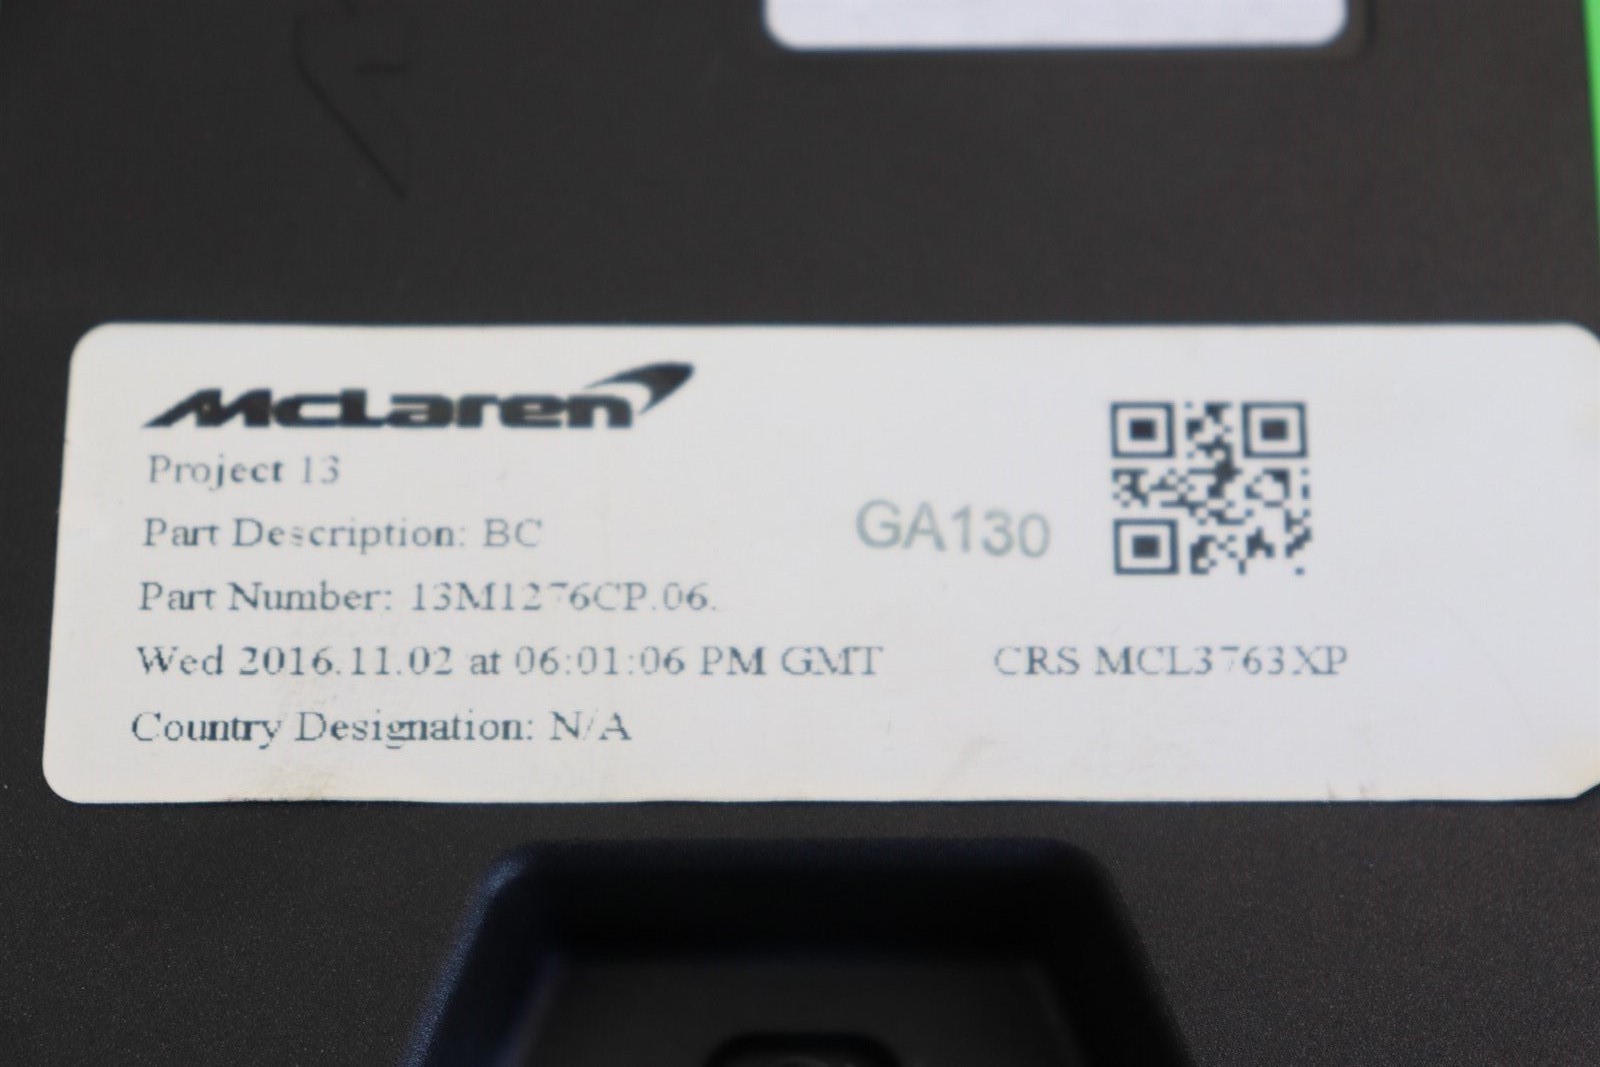 McLaren
Project 13
Part Description: BC
GA130
Part Number: 13M1276CP.06.
Wed 2016.11.02 at 06:01:06 PM GMT
CRS MCL3763XP
Country Designation: N/A